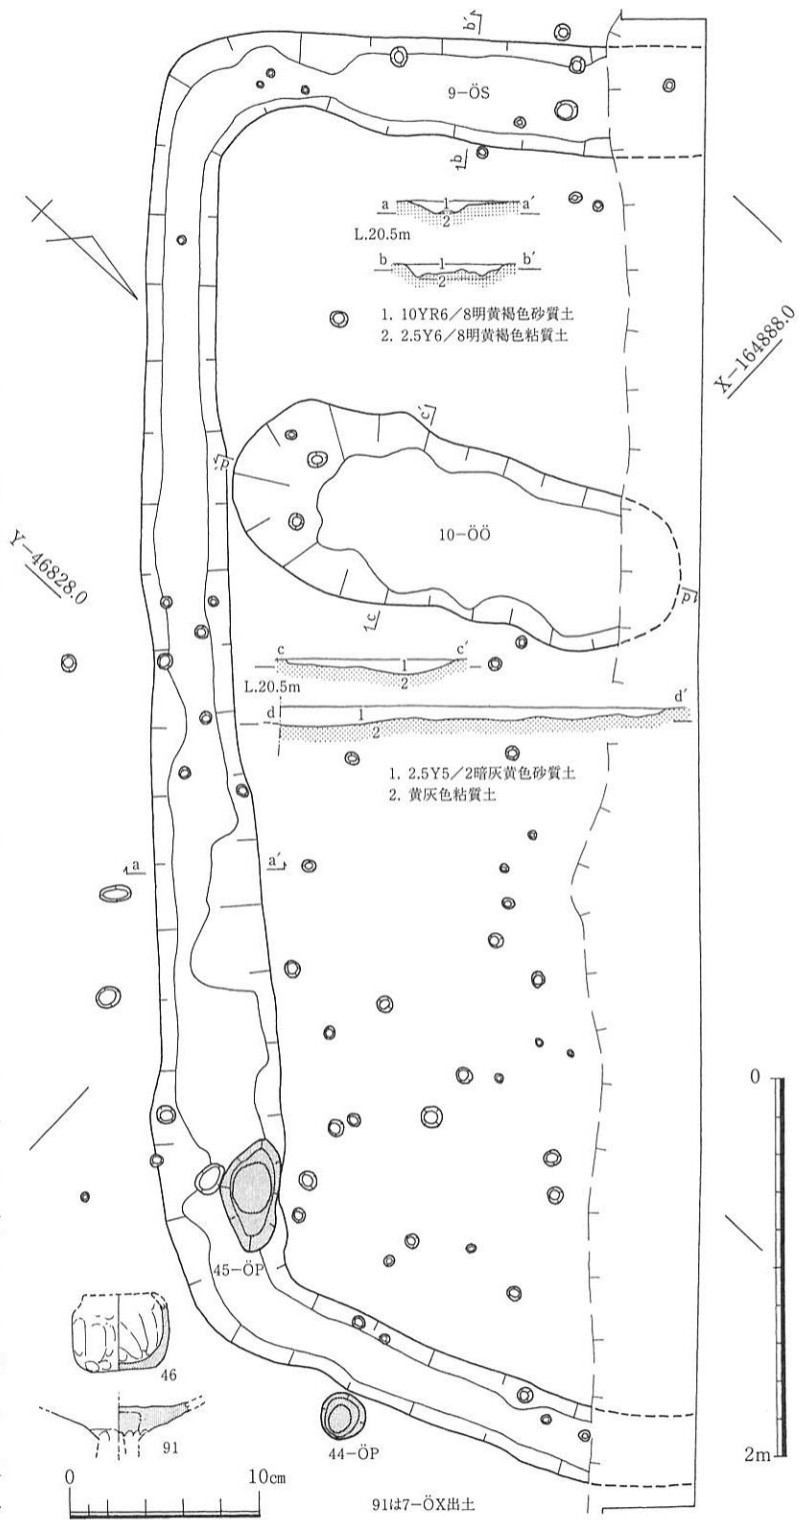 b′
9-ÖS
b
a 1 a′
2
L.20.5m
b 1 b′
2
1. 10YR6／8明黄褐色砂質土
2. 2.5Y6／8明黄褐色粘質土
X-164888.0
c′
d
10-ÖÖ
Y-46828.0
d′
c
c 1 c′
2
L.20.5m
d 1 d′
2
1. 2.5Y5／2暗灰黄色砂質土
2. 黄灰色粘質土
a a′
0
45-ÖP
46
91
44-ÖP
2m
0 10cm
91は7-ÖX出土